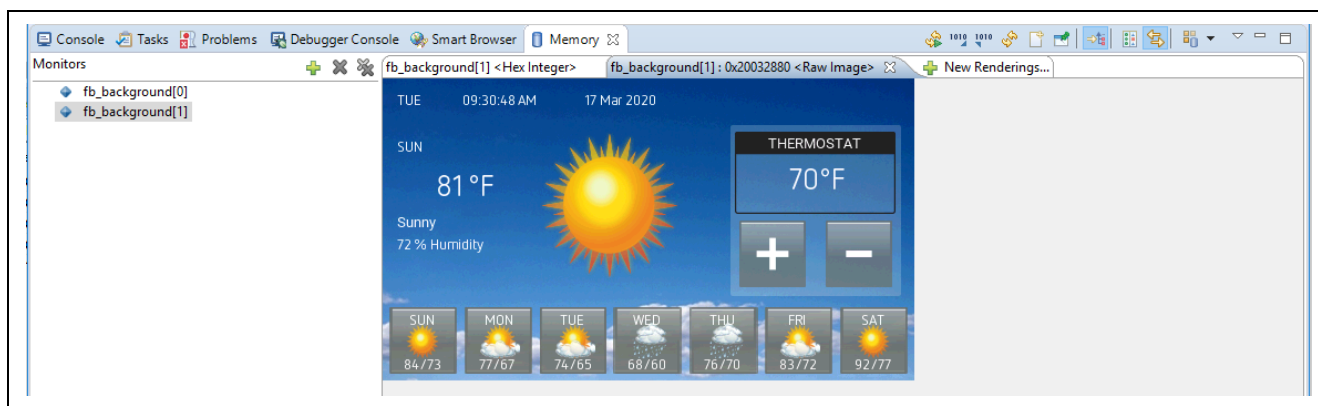 Console Tasks Problems Debugger Console Smart Browser Memory
Monitors
fb_background[1] <Hex Integer> fb_background[1] : 0x20032880 <Raw Image> New Renderings...
fb_background[0]
fb_background[1]
TUE 09:30:48 AM 17 Mar 2020
SUN
81 °F
Sunny
72 % Humidity
THERMOSTAT
70°F
+ −
SUN MON TUE WED THU FRI SAT
84/73 77/67 74/65 68/60 76/70 83/72 92/77